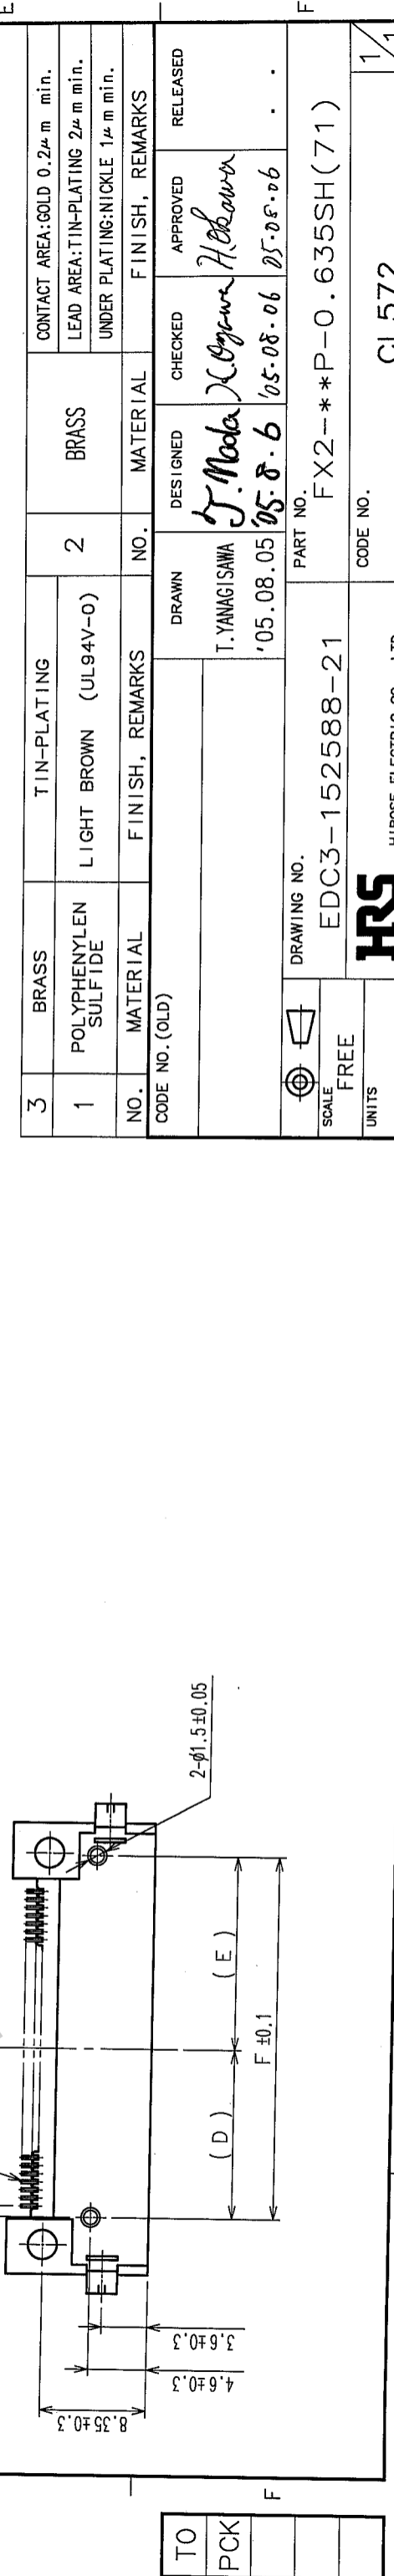 E
3 BRASS TIN-PLATING 2 BRASS CONTACT AREA:GOLD 0.2μm min.
LEAD AREA:TIN-PLATING 2μm min.
UNDER PLATING:NICKLE 1μm min.
1 POLYPHENYLEN SULFIDE LIGHT BROWN (UL94V-0)
NO. MATERIAL FINISH, REMARKS NO. MATERIAL FINISH, REMARKS
CODE NO.(OLD)
DRAWN DESIGNED CHECKED APPROVED RELEASED
T.YANAGISAWA T.Noda H.Okawa
'05.08.05 '05.8.6 '05.08.06 05.08.06 . .
DRAWING NO.
EDC3-152588-21
PART NO.
FX2-**P-0.635SH(71)
SCALE
FREE
UNITS
HRS
HIROSE ELECTRIC CO., LTD.
CODE NO.
CL572
1/1
F
2-φ1.5±0.05
(D) (E)
F ±0.1
3.6±0.3
4.6±0.3
8.35±0.3
F
TO
PCK